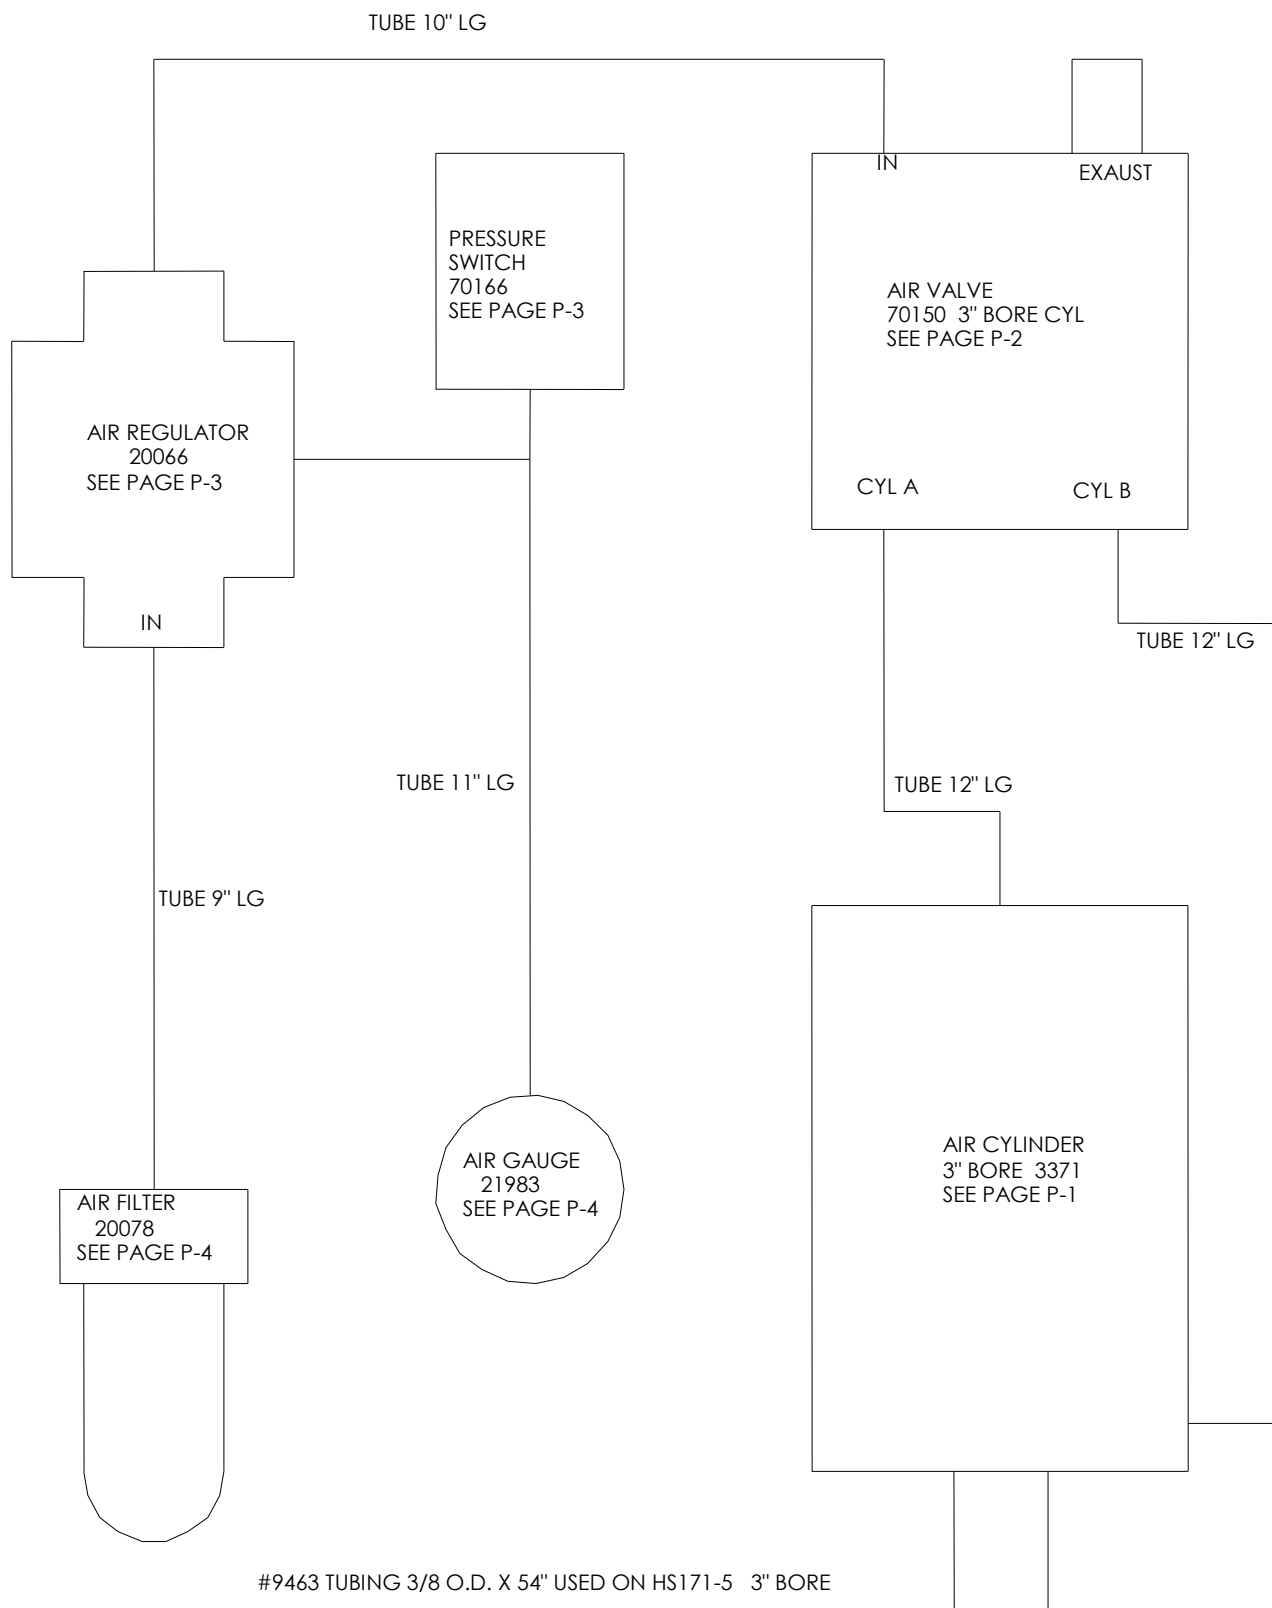 TUBE 10" LG
IN
EXAUST
PRESSURE
SWITCH
70166
SEE PAGE P-3
AIR VALVE
70150  3" BORE CYL
SEE PAGE P-2
AIR REGULATOR
20066
SEE PAGE P-3
CYL A
CYL B
IN
TUBE 12" LG
TUBE 11" LG
TUBE 12" LG
TUBE 9" LG
AIR CYLINDER
3" BORE  3371
SEE PAGE P-1
AIR GAUGE
21983
SEE PAGE P-4
AIR FILTER
20078
SEE PAGE P-4
#9463 TUBING 3/8 O.D. X 54" USED ON HS171-5   3" BORE